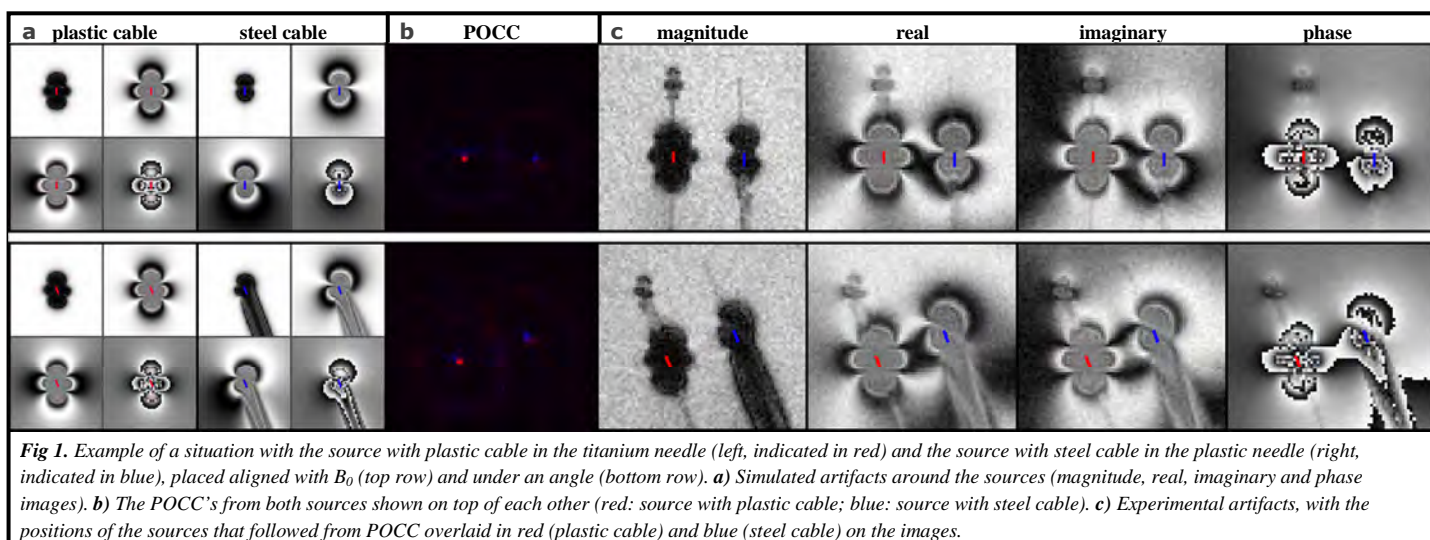 a plastic cable steel cable b POCC c magnitude real imaginary phase
Fig 1. Example of a situation with the source with plastic cable in the titanium needle (left, indicated in red) and the source with steel cable in the plastic needle (right,
indicated in blue), placed aligned with B0 (top row) and under an angle (bottom row). a) Simulated artifacts around the sources (magnitude, real, imaginary and phase
images). b) The POCC's from both sources shown on top of each other (red: source with plastic cable; blue: source with steel cable). c) Experimental artifacts, with the
positions of the sources that followed from POCC overlaid in red (plastic cable) and blue (steel cable) on the images.